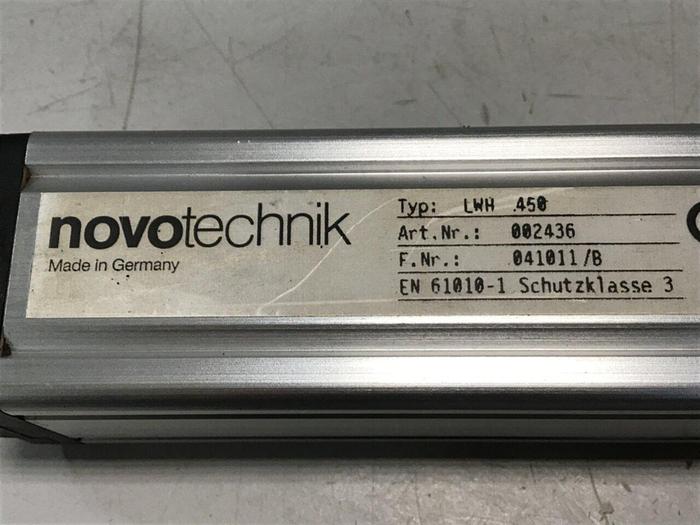 novotechnik
Made in Germany
Typ: LWH 450
Art.Nr.: 002436
F.Nr.: 041011/B
EN 61010-1 Schutzklasse 3